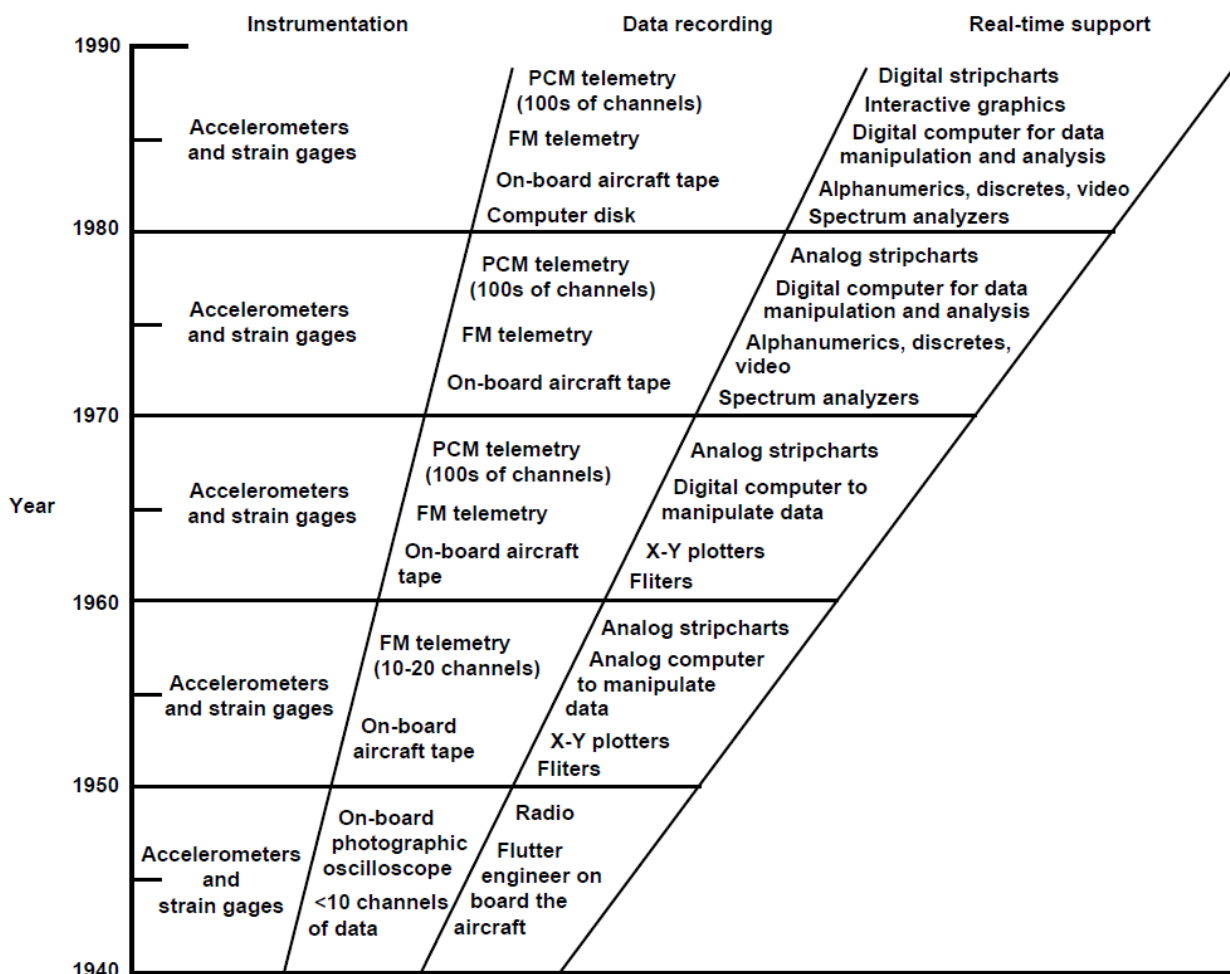 Instrumentation
Data recording
Real-time support
Year
1990
Accelerometers
and strain gages
PCM telemetry
(100s of channels)
FM telemetry
On-board aircraft tape
Computer disk
Digital stripcharts
Interactive graphics
Digital computer for data
manipulation and analysis
Alphanumerics, discretes, video
Spectrum analyzers
1980
Accelerometers
and strain gages
PCM telemetry
(100s of channels)
FM telemetry
On-board aircraft tape
Analog stripcharts
Digital computer for data
manipulation and analysis
Alphanumerics, discretes,
video
Spectrum analyzers
1970
Accelerometers
and strain gages
PCM telemetry
(100s of channels)
FM telemetry
On-board aircraft
tape
Analog stripcharts
Digital computer to
manipulate data
X-Y plotters
Fliters
1960
Accelerometers
and strain gages
FM telemetry
(10-20 channels)
On-board
aircraft tape
Analog stripcharts
Analog computer
to manipulate
data
X-Y plotters
Fliters
1950
Accelerometers
and
strain gages
On-board
photographic
oscilloscope
<10 channels
of data
Radio
Flutter
engineer on
board the
aircraft
1940